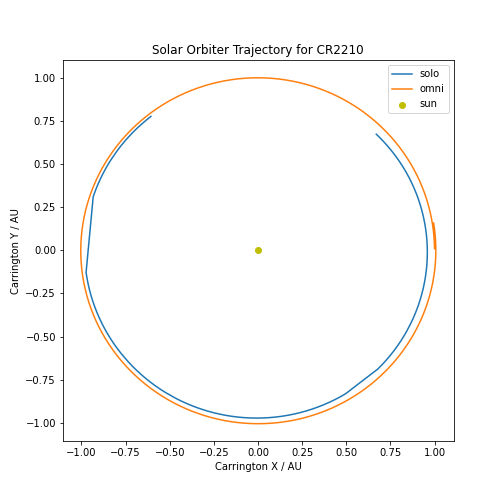 Solar Orbiter Trajectory for CR2210
solo
omni
sun
1.00
0.75
0.50
0.25
0.00
−0.25
−0.50
−0.75
−1.00
Carrington Y / AU
−1.00 −0.75 −0.50 −0.25 0.00 0.25 0.50 0.75 1.00
Carrington X / AU